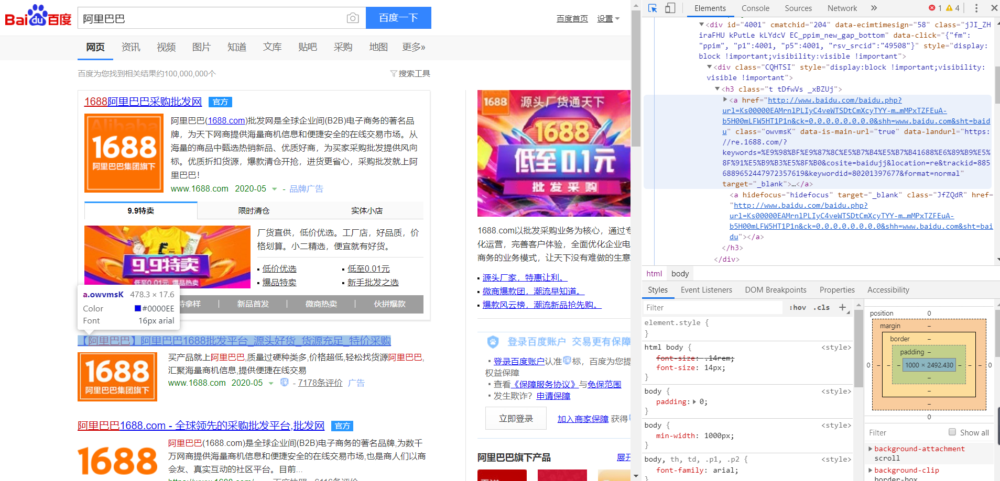 Bai du 百度
阿里巴巴
百度一下
百度首页 设置
网页 资讯 视频 图片 知道 文库 贴吧 采购 地图 更多»
百度为您找到相关结果约100,000,000个
搜索工具
1688阿里巴巴采购批发网 官方
Alibaba
1688
阿里巴巴集团旗下
阿里巴巴(1688.com)批发网是全球企业间(B2B)电子商务的著名品
牌，为天下网商提供海量商机信息和便捷安全的在线交易市场。从
海量的商品中甄选热销新品、优质好商，为买家采购批发提供风向
标。优质折扣货源，爆款清仓开抢，进货更省心，采购批发就上阿
里巴巴！
www.1688.com 2020-05 - 品牌广告
9.9特卖 限时清仓 实体小店
9.9特卖
低至0.01元 爆品热卖
厂货直供，低价优选。工厂店，好品质，价
格划算。小二精选，便宜就有好货。
低价优选 低至0.01元
爆品特卖 新手批发之选
特拿样 新品首发 微商热卖 伙拼爆款
a.owvmsK 478.3 × 17.6
Color #0000EE
Font 16px arial
【阿里巴巴】阿里巴巴1688批发平台_源头好货_货源充足_特价采购
1688
阿里巴巴集团旗下
买产品就上阿里巴巴,质量过硬种类多,价格超低,轻松找货源阿里巴巴,
汇聚海量商机信息,提供便捷在线交易
www.1688.com 2020-05 保 - 7178条评价 广告
阿里巴巴1688.com - 全球领先的采购批发平台,批发网 官方
1688
阿里巴巴(1688.com)是全球企业间(B2B)电子商务的著名品牌,为数千
万网商提供海量商机信息和便捷安全的在线交易市场,也是商人们以商
会友、真实互动的社区平台。目前...
1688
源头厂货通天下
1688
低至0.1元
批发采购
1688.com以批发采购业务为核心，通过专
化运营，完善客户体验，全面优化企业电
商务的业务模式，让天下没有难做的生意
源头厂家，特惠让利。
微商爆款团，潮流早知道。
爆款风云榜，潮流新品抢先购。
登录百度账户 交易更有保障
·登录百度账户认准保标，百度为您提
权益保障
·查看《保障服务协议》与免保范围
·发生欺诈？申请保障
立即登录
加入商家保障 获得
阿里巴巴旗下产品 展开
Elements Console Sources Network » 1 4
<div id="4001" cmatchid="204" data-ecimtimesign="58" class="jJI_ZH
iraFHU kPutLe kLYdcV EC_ppim_new_gap_bottom" data-click="{"fm":
"ppim", "p1":4001, "p5":4001, "rsv_srcid":"49508"}" style="display:
block !important;visibility:visible !important">
<div class="CQHTSI" style="display:block !important;visibility:
visible !important">
<h3 class="t tDfwVs _xBZUj">
<a href="http://www.baidu.com/baidu.php?
url=Ks00000EAMrnlPLIyC4veWTSDtCmXcyTYY-m…mMPxTZFEuA-
b5H00mLFW5HT1P1n&ck=0.0.0.0.0.0.0.0&shh=www.baidu.com&sht=baid
u" class="owvmsK" data-is-main-url="true" data-landurl="https:
//re.1688.com/?
keywords=%E9%98%BF%E9%87%8C%E5%B7%B4%E5%B7%B41688%E6%89%B9%E5%
8F%91%E5%B9%B3%E5%8F%B0&cosite=baidujj&location=re&trackid=885
6889652447972357619&keywordid=80201397677&format=normal"
target="_blank">…</a>
<a hidefocus="hidefocus" target="_blank" class="JfZQdR" href=
"http://www.baidu.com/baidu.php?
url=Ks00000EAMrnlPLIyC4veWTSDtCmXcyTYY-m…mMPxTZFEuA-
b5H00mLFW5HT1P1n&ck=0.0.0.0.0.0.0.0&shh=www.baidu.com&sht=bai
du"></a>
</h3>
</div>
html body
Styles Event Listeners DOM Breakpoints Properties Accessibility
Filter :hov .cls +
element.style {
}
html body { <style>
font-size: .14rem;
font-size: 14px;
}
body { <style>
padding: 0;
}
body { <style>
min-width: 1000px;
}
body, th, td, .p1, .p2 { <style>
font-family: arial;
}
position 0
margin –
border –
padding –
0 – – – 1000 × 2492.430 – – – 0
–
–
–
0
Filter Show all
background-attachment
scroll
background-clip
border-box